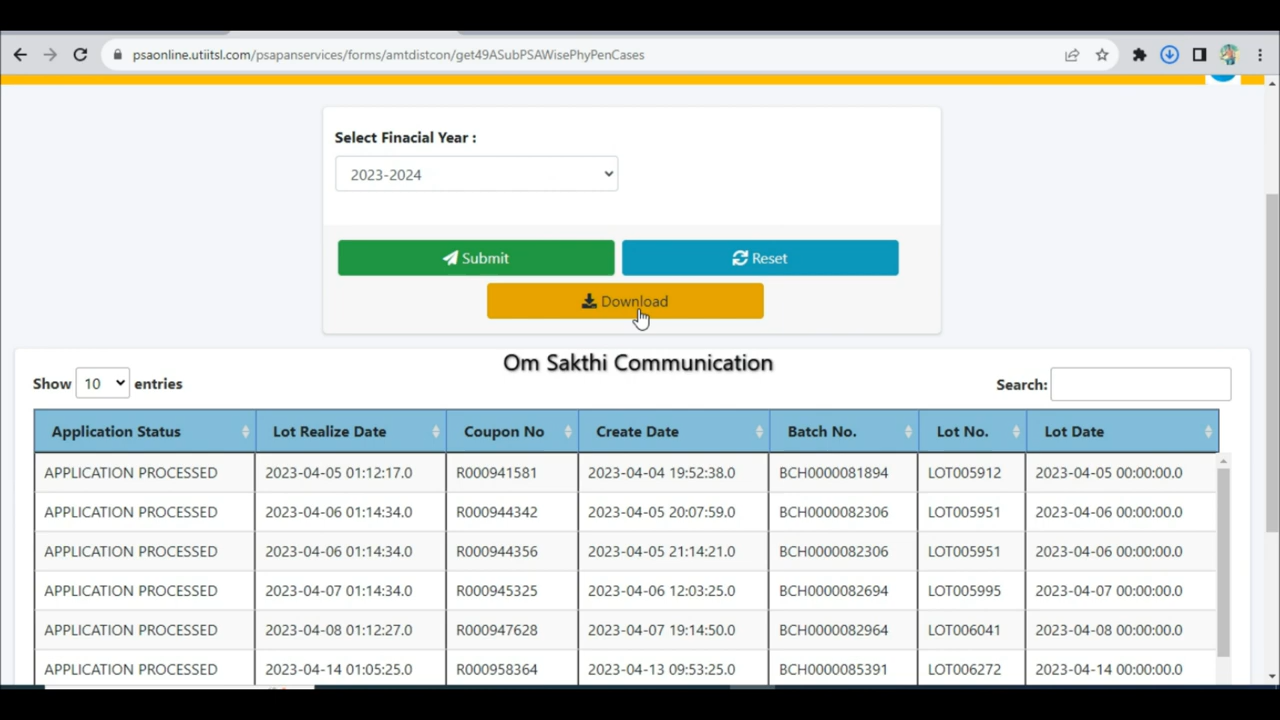 psaonline.utiitsl.com/psapanservices/forms/amtdistcon/get49ASubPSAWisePhyPenCases
Select Finacial Year :
2023-2024
Submit Reset
Download
Om Sakthi Communication
Show 10 entries Search:
Application Status Lot Realize Date Coupon No Create Date Batch No. Lot No. Lot Date
APPLICATION PROCESSED 2023-04-05 01:12:17.0 R000941581 2023-04-04 19:52:38.0 BCH0000081894 LOT005912 2023-04-05 00:00:00.0
APPLICATION PROCESSED 2023-04-06 01:14:34.0 R000944342 2023-04-05 20:07:59.0 BCH0000082306 LOT005951 2023-04-06 00:00:00.0
APPLICATION PROCESSED 2023-04-06 01:14:34.0 R000944356 2023-04-05 21:14:21.0 BCH0000082306 LOT005951 2023-04-06 00:00:00.0
APPLICATION PROCESSED 2023-04-07 01:14:34.0 R000945325 2023-04-06 12:03:25.0 BCH0000082694 LOT005995 2023-04-07 00:00:00.0
APPLICATION PROCESSED 2023-04-08 01:12:27.0 R000947628 2023-04-07 19:14:50.0 BCH0000082964 LOT006041 2023-04-08 00:00:00.0
APPLICATION PROCESSED 2023-04-14 01:05:25.0 R000958364 2023-04-13 09:53:25.0 BCH0000085391 LOT006272 2023-04-14 00:00:00.0